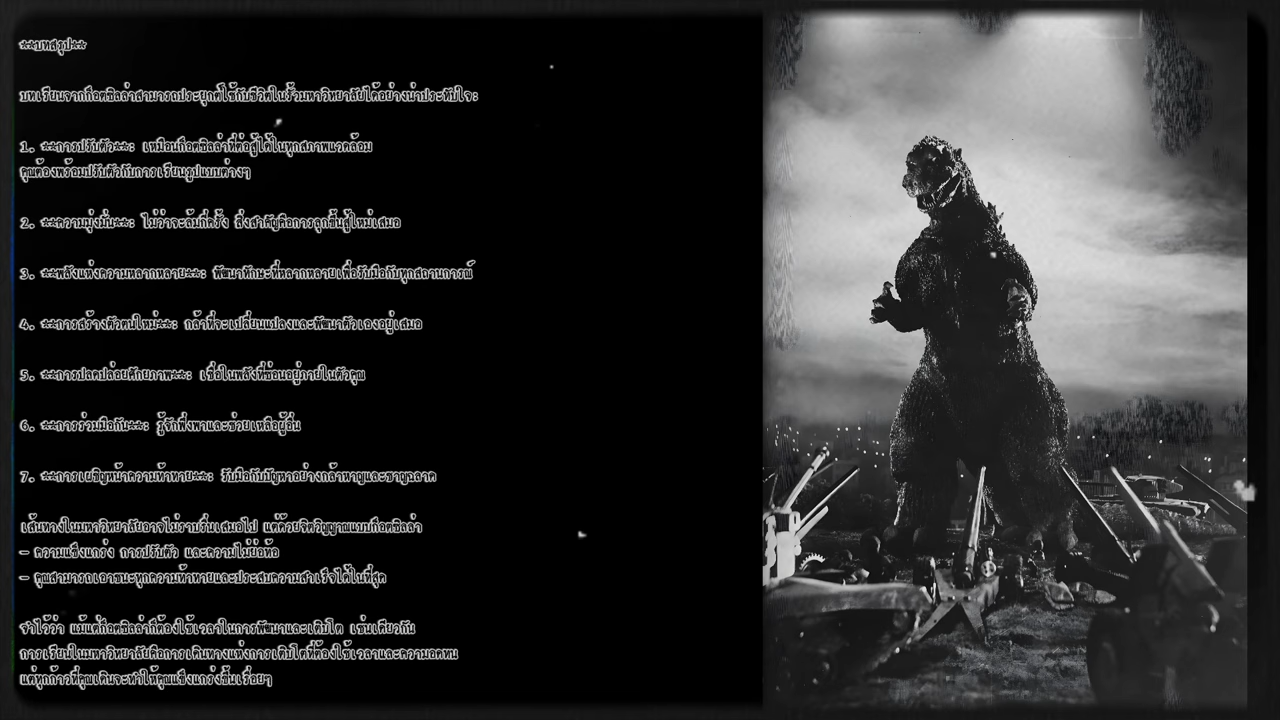 **บทสรุป**
บทเรียนจากก็อตซิลล่าสามารถประยุกต์ใช้กับชีวิตในรั้วมหาวิทยาลัยได้อย่างน่าประทับใจ:
1. **การปรับตัว**: เหมือนก็อตซิลล่าที่ต่อสู้ได้ในทุกสภาพแวดล้อม
คุณต้องพร้อมปรับตัวกับการเรียนรูปแบบต่างๆ
2. **ความมุ่งมั่น**: ไม่ว่าจะล้มกี่ครั้ง สิ่งสำคัญคือการลุกขึ้นสู้ใหม่เสมอ
3. **พลังแห่งความหลากหลาย**: พัฒนาทักษะที่หลากหลายเพื่อรับมือกับทุกสถานการณ์
4. **การสร้างตัวตนใหม่**: กล้าที่จะเปลี่ยนแปลงและพัฒนาตัวเองอยู่เสมอ
5. **การปลดปล่อยศักยภาพ**: เชื่อในพลังที่ซ่อนอยู่ภายในตัวคุณ
6. **การร่วมมือกัน**: รู้จักพึ่งพาและช่วยเหลือผู้อื่น
7. **การเผชิญหน้าความท้าทาย**: รับมือกับปัญหาอย่างกล้าหาญและชาญฉลาด
เส้นทางในมหาวิทยาลัยอาจไม่ราบรื่นเสมอไป แต่ด้วยจิตวิญญาณแบบก็อตซิลล่า
- ความแข็งแกร่ง การปรับตัว และความไม่ย่อท้อ
- คุณสามารถเอาชนะทุกความท้าทายและประสบความสำเร็จได้ในที่สุด
จำไว้ว่า แม้แต่ก็อตซิลล่าก็ต้องใช้เวลาในการพัฒนาและเติบโต เช่นเดียวกัน
การเรียนในมหาวิทยาลัยคือการเดินทางแห่งการเติบโตที่ต้องใช้เวลาและความอดทน
แต่ทุกก้าวที่คุณเดินจะทำให้คุณแข็งแกร่งขึ้นเรื่อยๆ